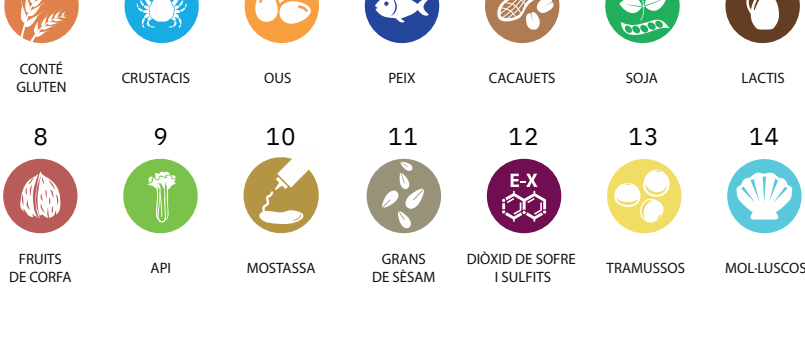 CONTÉ
GLUTEN
CRUSTACIS
OUS
PEIX
CACAUETS
SOJA
LACTIS
8
9
10
11
12
13
14
E-X
FRUITS
DE CORFA
API
MOSTASSA
GRANS
DE SÈSAM
DIÒXID DE SOFRE
I SULFITS
TRAMUSSOS
MOL·LUSCOS